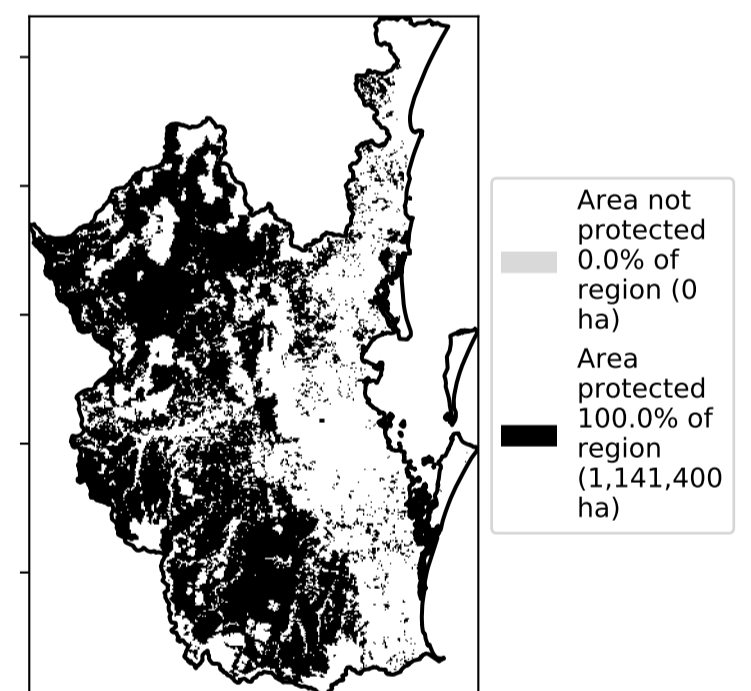 Area not
protected
0.0% of
region (0
ha)
Area
protected
100.0% of
region
(1,141,400
ha)